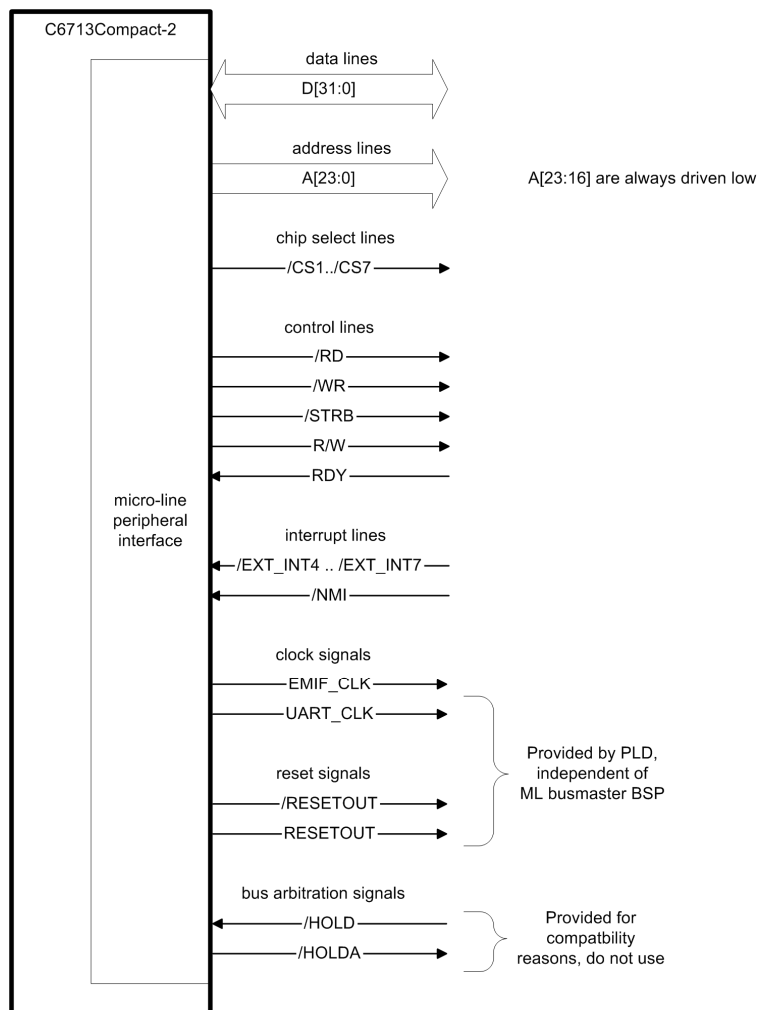 C6713Compact-2
data lines
D[31:0]
address lines
A[23:0]
A[23:16] are always driven low
chip select lines
/CS1../CS7
control lines
/RD
/WR
/STRB
R/W
RDY
micro-line
peripheral
interface
interrupt lines
/EXT_INT4 .. /EXT_INT7
/NMI
clock signals
EMIF_CLK
UART_CLK
reset signals
/RESETOUT
RESETOUT
Provided by PLD,
independent of
ML busmaster BSP
bus arbitration signals
/HOLD
/HOLDA
Provided for
compatbility
reasons, do not use